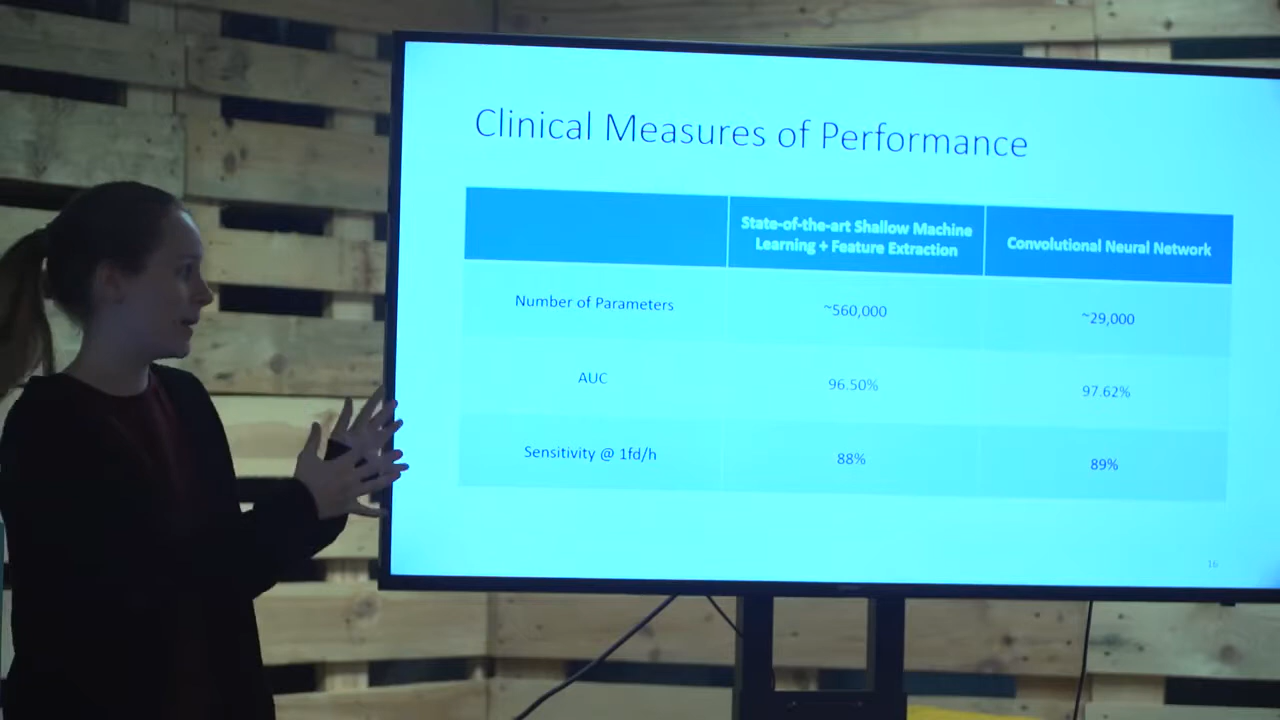 Clinical Measures of Performance
State-of-the-art Shallow Machine
Learning + Feature Extraction
Convolutional Neural Network
Number of Parameters
~560,000
~29,000
AUC
96.50%
97.62%
Sensitivity @ 1fd/h
88%
89%
16